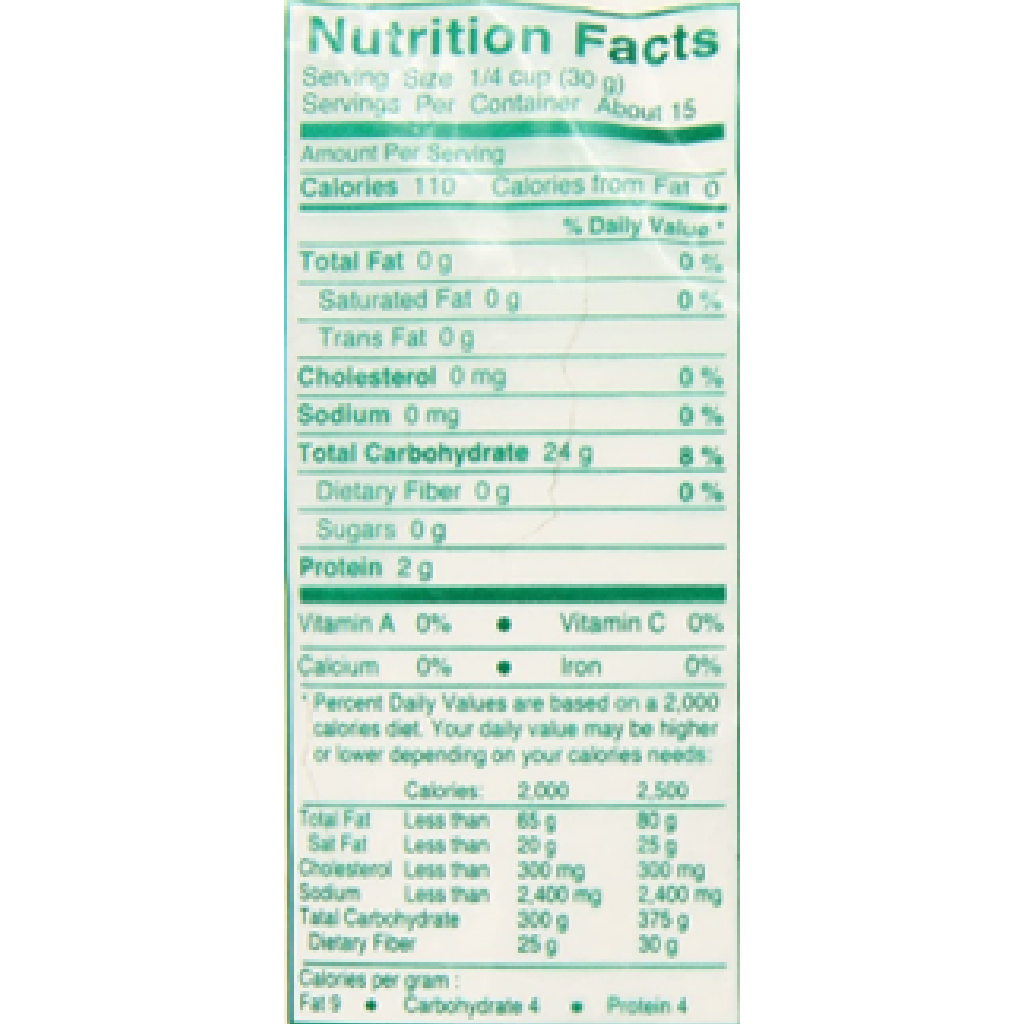 Nutrition Facts
Serving Size 1/4 cup (30 g)
Servings Per Container About 15
Amount Per Serving
Calories 110 Calories from Fat 0
% Daily Value *
Total Fat 0 g 0 %
Saturated Fat 0 g 0 %
Trans Fat 0 g
Cholesterol 0 mg 0 %
Sodium 0 mg 0 %
Total Carbohydrate 24 g 8 %
Dietary Fiber 0 g 0 %
Sugars 0 g
Protein 2 g
Vitamin A 0% ● Vitamin C 0%
Calcium 0% ● Iron 0%
* Percent Daily Values are based on a 2,000
calories diet. Your daily value may be higher
or lower depending on your calories needs:
Calories: 2,000 2,500
Total Fat Less than 65 g 80 g
Sat Fat Less than 20 g 25 g
Cholesterol Less than 300 mg 300 mg
Sodium Less than 2,400 mg 2,400 mg
Total Carbohydrate 300 g 375 g
Dietary Fiber 25 g 30 g
Calories per gram :
Fat 9 ● Carbohydrate 4 ● Protein 4